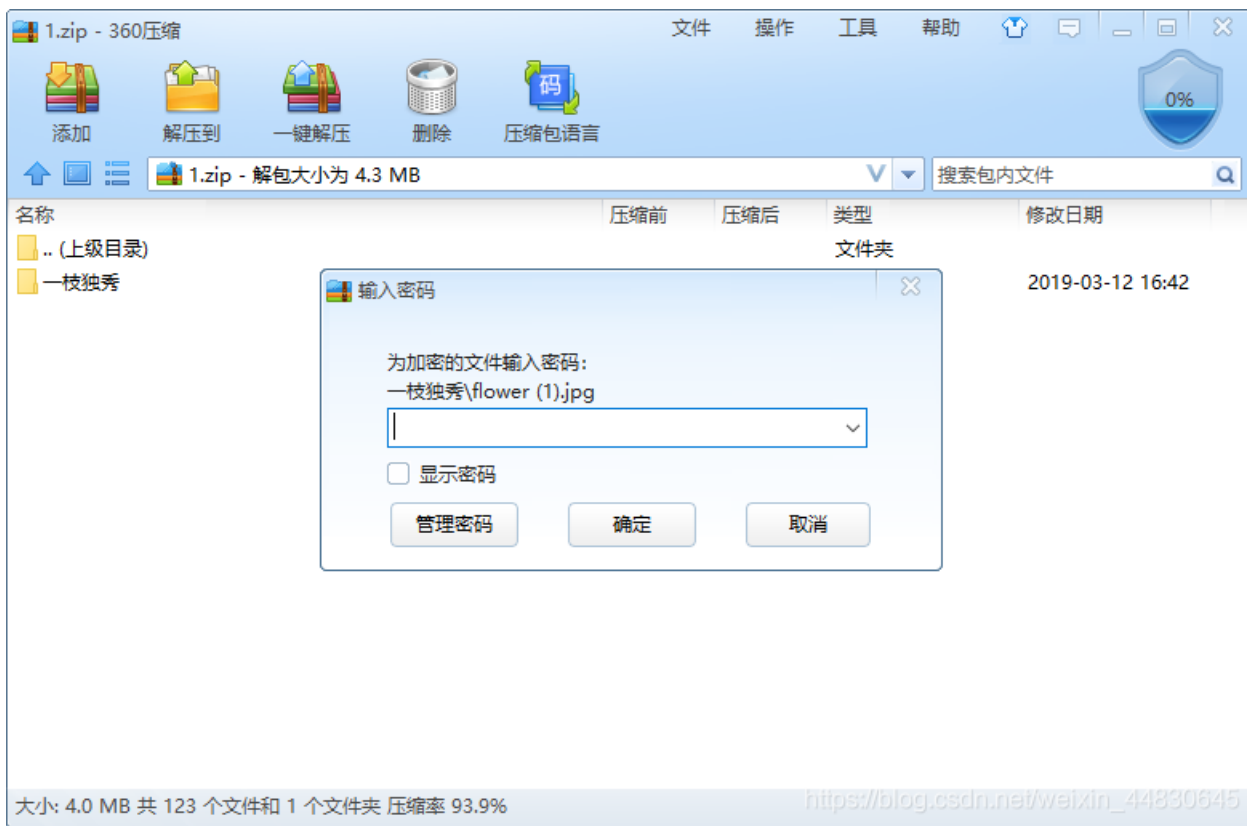 1.zip - 360压缩 文件 操作 工具 帮助
码
0%
添加 解压到 一键解压 删除 压缩包语言
1.zip - 解包大小为 4.3 MB 搜索包内文件
名称 压缩前 压缩后 类型 修改日期
.. (上级目录) 文件夹
一枝独秀 2019-03-12 16:42
输入密码
为加密的文件输入密码:
一枝独秀\flower (1).jpg
显示密码
管理密码 确定 取消
大小: 4.0 MB 共 123 个文件和 1 个文件夹 压缩率 93.9%
https://blog.csdn.net/weixin_44830645